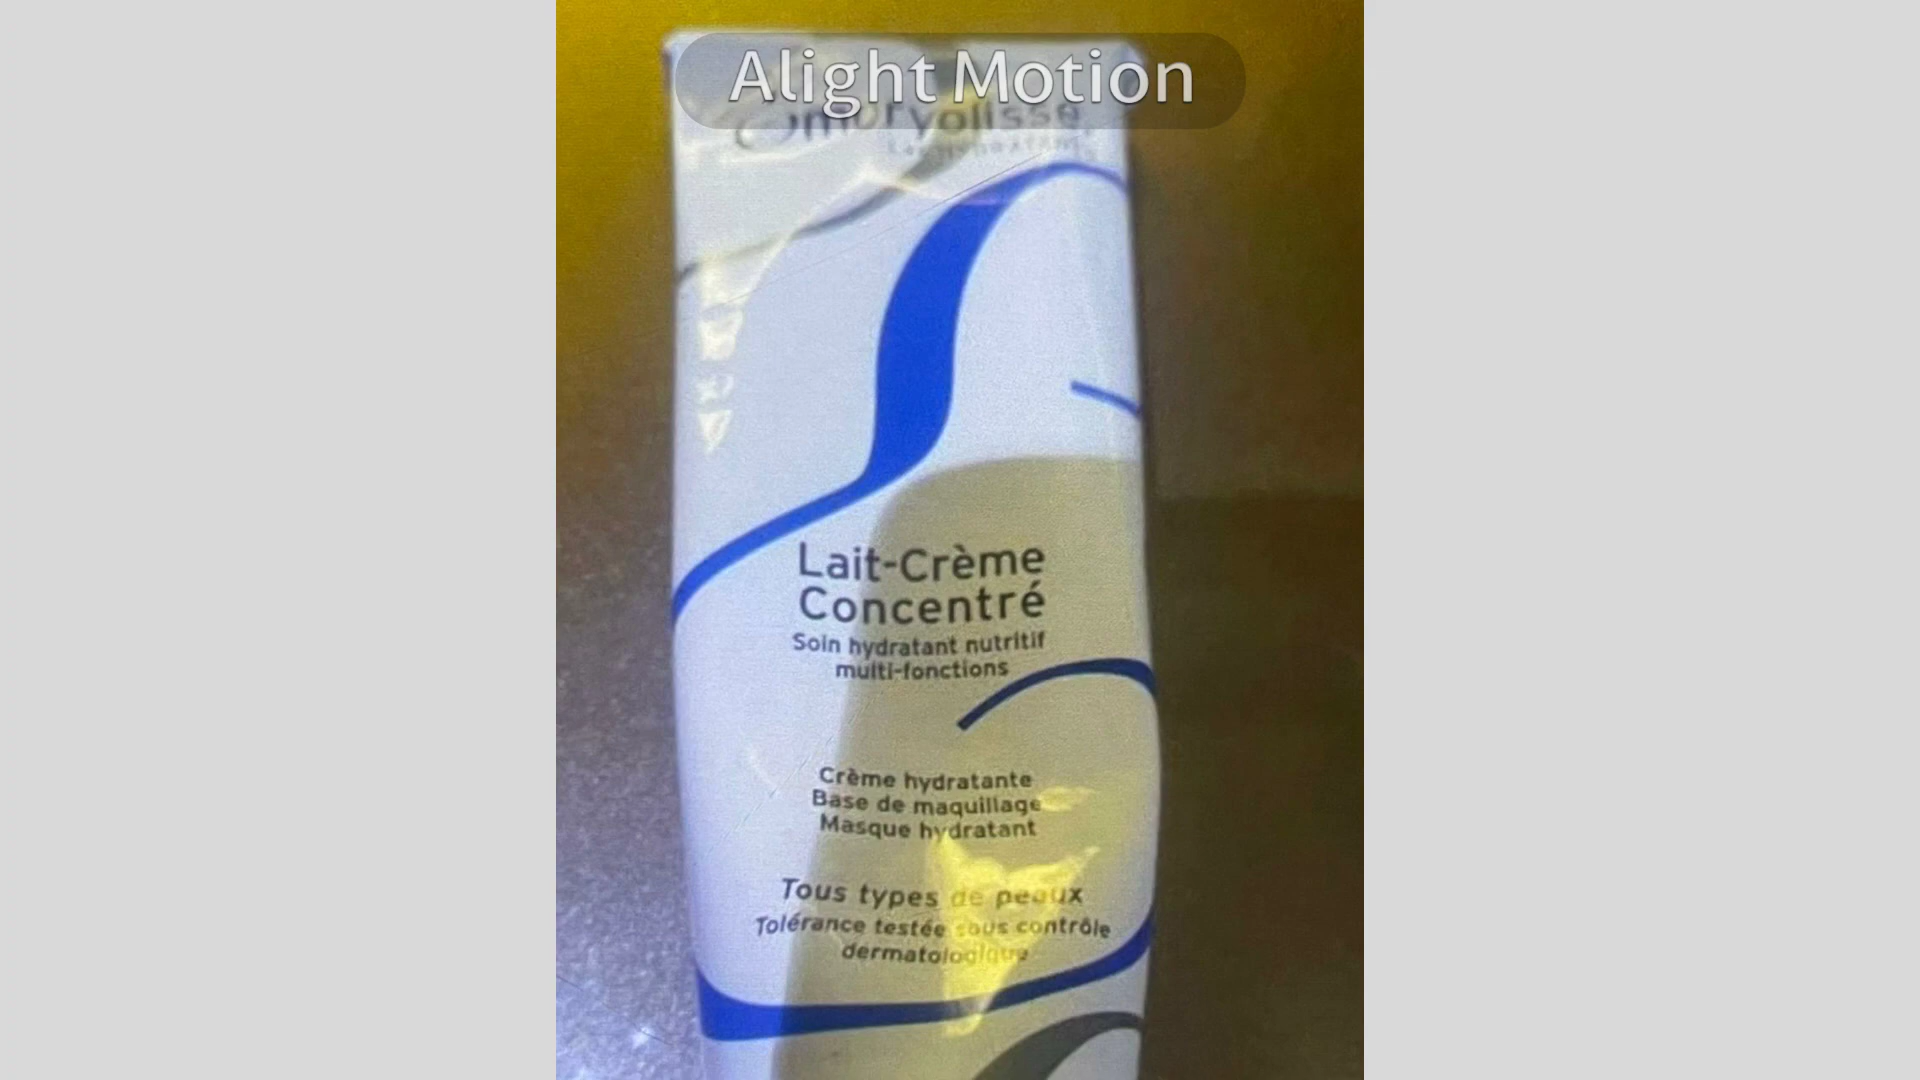 Alight Motion
embryolisse
Lait-Crème
Concentré
Soin hydratant nutritif
multi-fonctions
Crème hydratante
Base de maquillage
Masque hydratant
Tous types de peaux
Tolérance testée sous contrôle
dermatologique